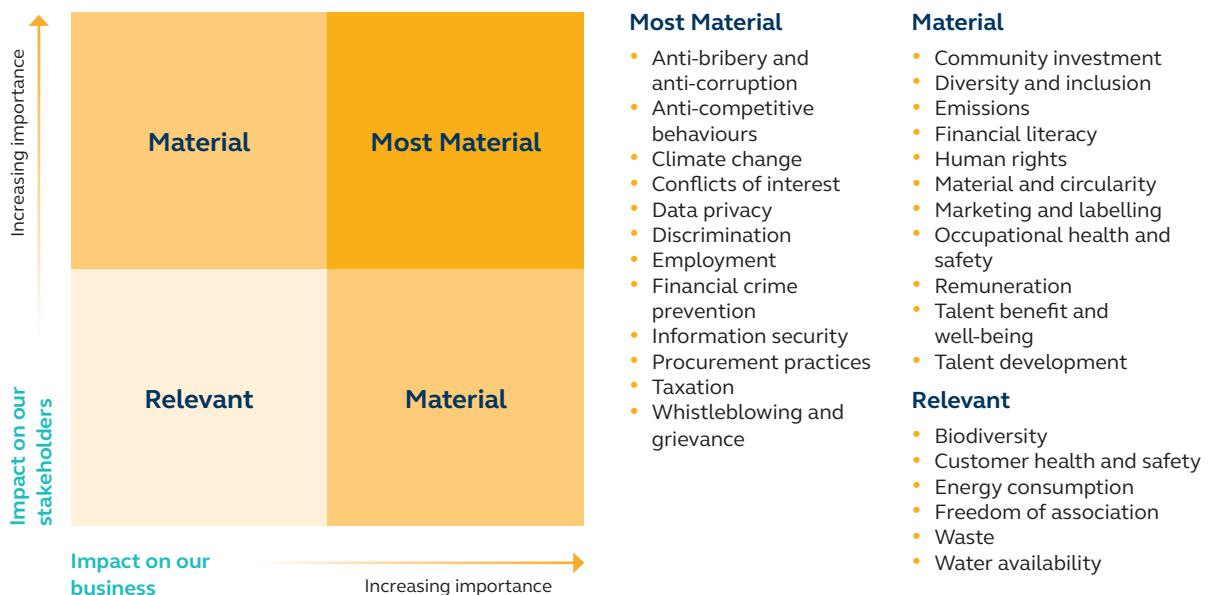 Increasing importance
Impact on our
stakeholders
Material
Most Material
Relevant
Material
Impact on our
business
Increasing importance
Most Material
• Anti-bribery and
anti-corruption
• Anti-competitive
behaviours
• Climate change
• Conflicts of interest
• Data privacy
• Discrimination
• Employment
• Financial crime
prevention
• Information security
• Procurement practices
• Taxation
• Whistleblowing and
grievance
Material
• Community investment
• Diversity and inclusion
• Emissions
• Financial literacy
• Human rights
• Material and circularity
• Marketing and labelling
• Occupational health and
safety
• Remuneration
• Talent benefit and
well-being
• Talent development
Relevant
• Biodiversity
• Customer health and safety
• Energy consumption
• Freedom of association
• Waste
• Water availability